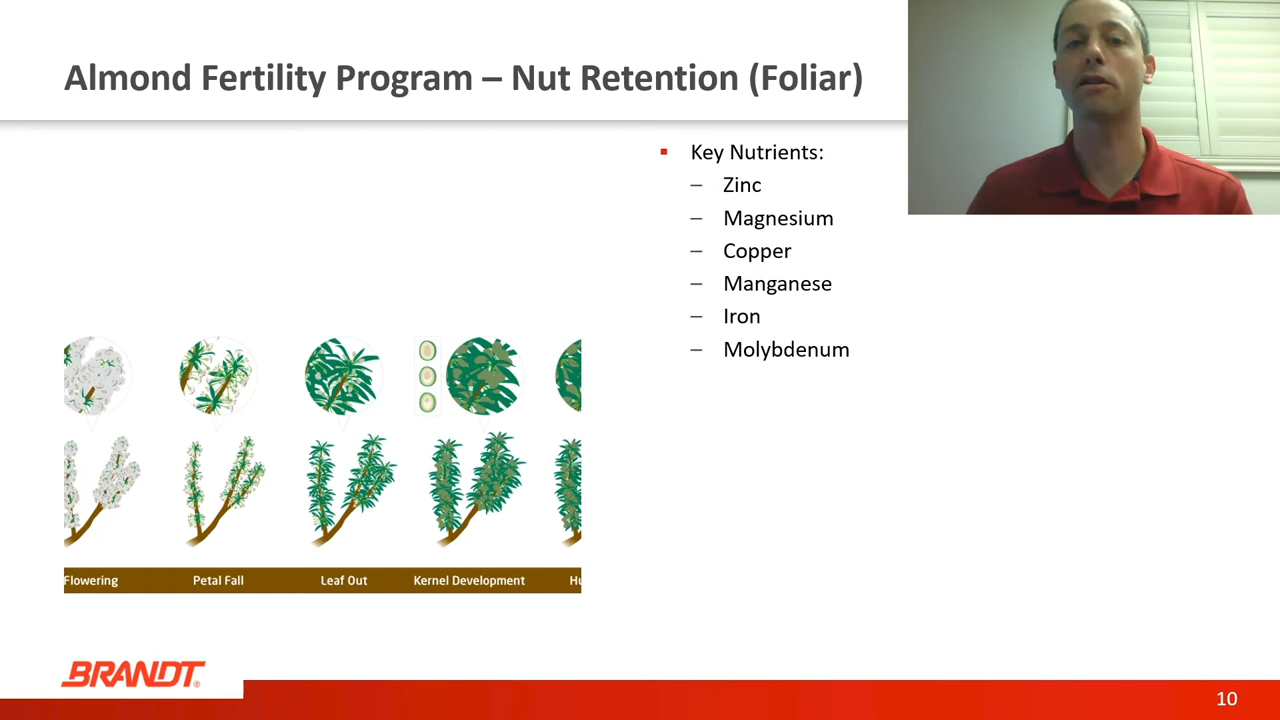 Almond Fertility Program – Nut Retention (Foliar)
▪ Key Nutrients:
– Zinc
– Magnesium
– Copper
– Manganese
– Iron
– Molybdenum
Flowering Petal Fall Leaf Out Kernel Development Hu
BRANDT®
10